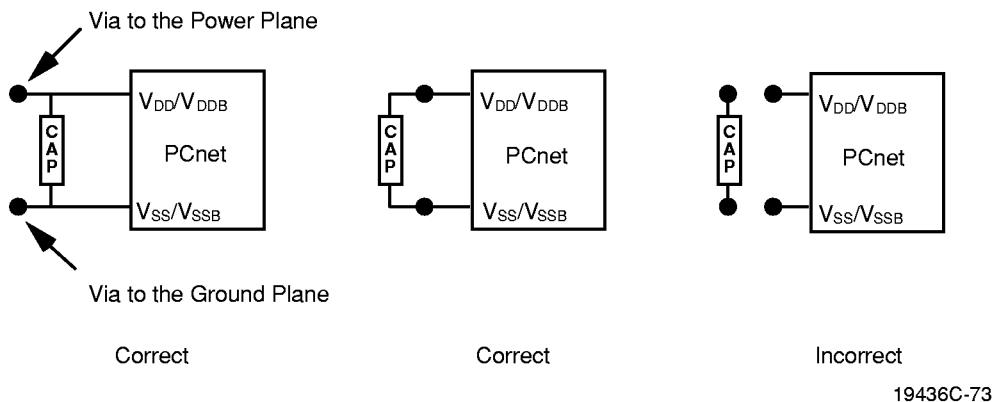 Via to the Power Plane
VDD/VDDB
CAP
PCnet
VSS/VSSB
Via to the Ground Plane
Correct
VDD/VDDB
CAP
PCnet
VSS/VSSB
Correct
VDD/VDDB
CAP
PCnet
VSS/VSSB
Incorrect
19436C-73